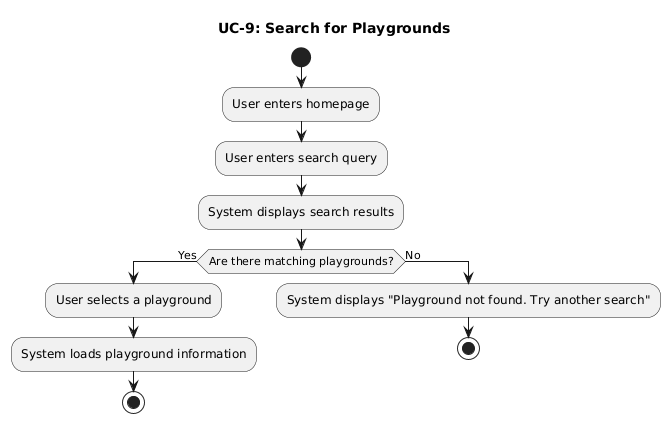 UC-9: Search for Playgrounds
User enters homepage
User enters search query
System displays search results
Are there matching playgrounds?
Yes
No
User selects a playground
System displays "Playground not found. Try another search"
System loads playground information